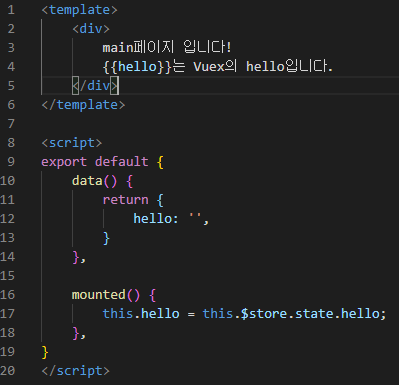 1 <template>
2     <div>
3         main페이지 입니다!
4         {{hello}}는 Vuex의 hello입니다.
5     </div>
6 </template>
7
8 <script>
9 export default {
10     data() {
11         return {
12             hello: '',
13         }
14     },
15
16     mounted() {
17         this.hello = this.$store.state.hello;
18     },
19 }
20 </script>